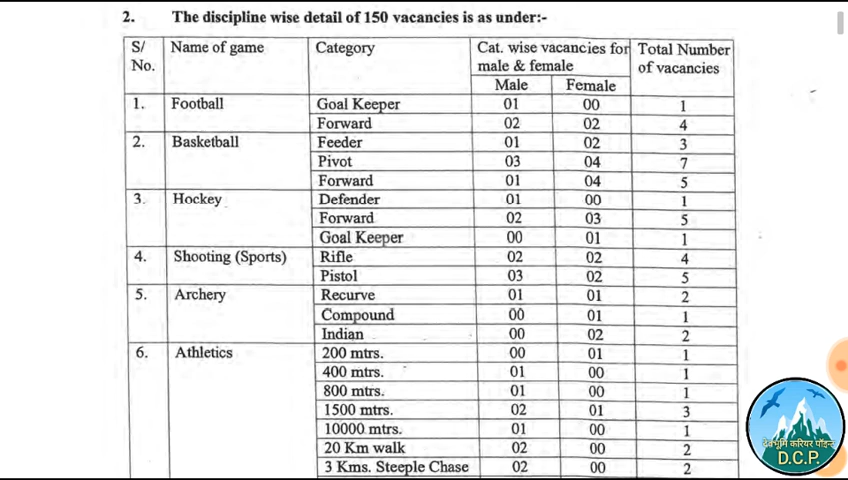 2. The discipline wise detail of 150 vacancies is as under:-
S/ No. Name of game Category Cat. wise vacancies for male & female Total Number of vacancies
Male Female
1. Football Goal Keeper 01 00 1
Forward 02 02 4
2. Basketball Feeder 01 02 3
Pivot 03 04 7
Forward 01 04 5
3. Hockey Defender 01 00 1
Forward 02 03 5
Goal Keeper 00 01 1
4. Shooting (Sports) Rifle 02 02 4
Pistol 03 02 5
5. Archery Recurve 01 01 2
Compound 00 01 1
Indian 00 02 2
6. Athletics 200 mtrs. 00 01 1
400 mtrs. 01 00 1
800 mtrs. 01 00 1
1500 mtrs. 02 01 3
10000 mtrs. 01 00 1
20 Km walk 02 00 2
3 Kms. Steeple Chase 02 00 2
देवभूमि करियर पॉइन्ट
D.C.P.